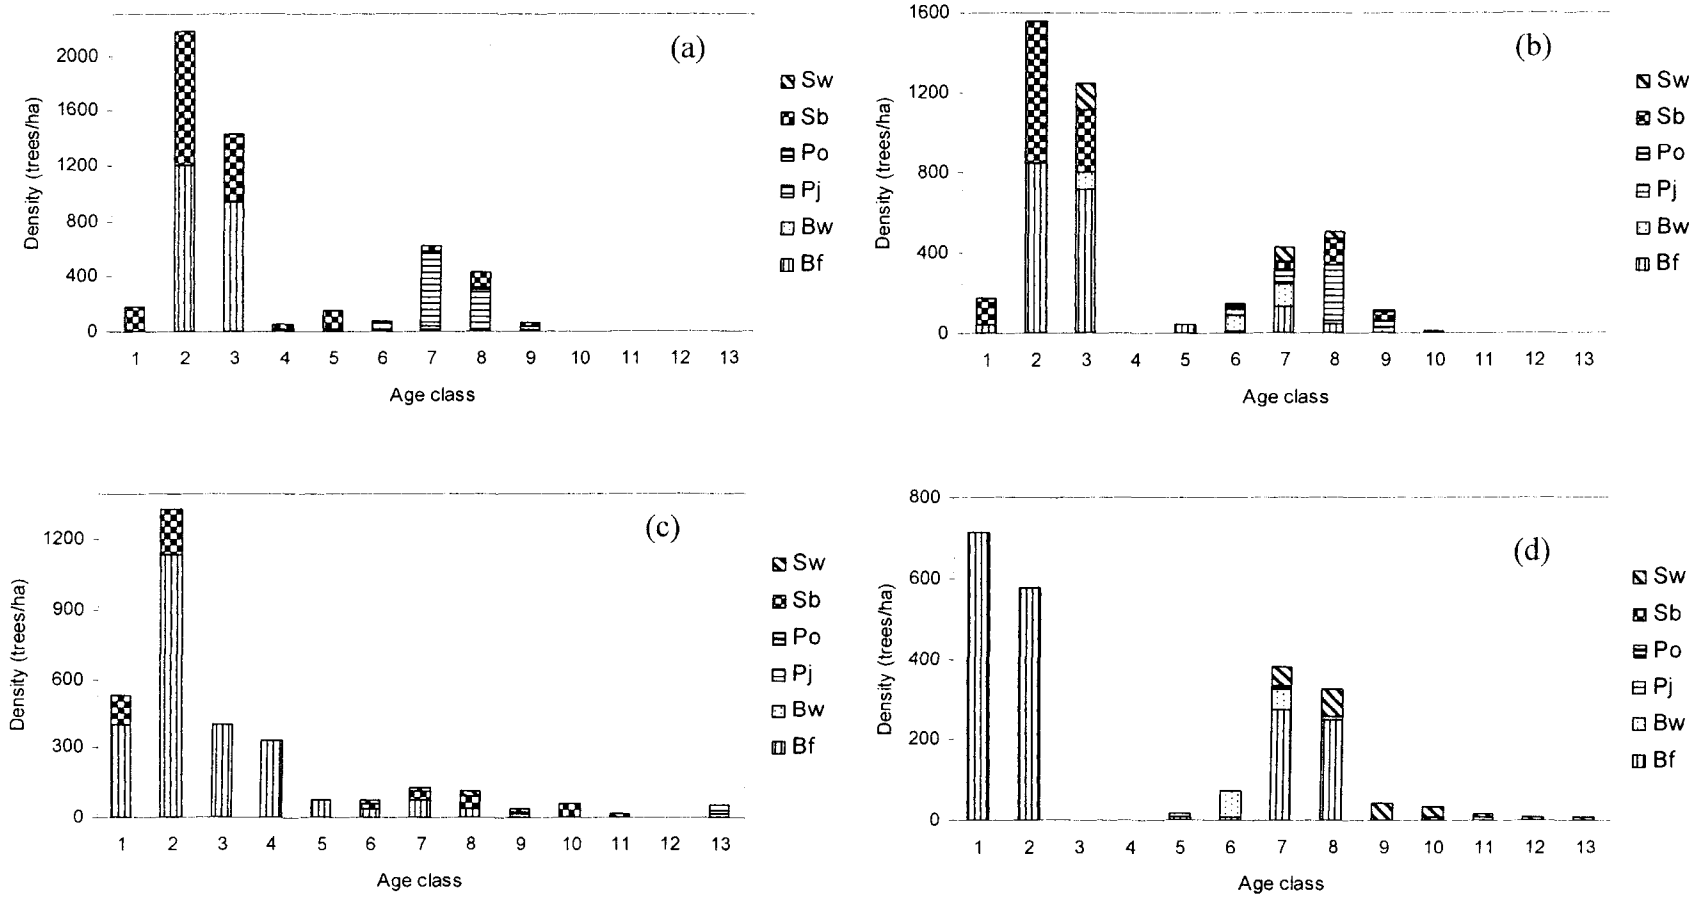 (a)
Density (trees/ha)
2000
1600
1200
800
400
0
1 2 3 4 5 6 7 8 9 10 11 12 13
Age class
Sw
Sb
Po
Pj
Bw
Bf
(b)
Density (trees/ha)
1600
1200
800
400
0
1 2 3 4 5 6 7 8 9 10 11 12 13
Age class
Sw
Sb
Po
Pj
Bw
Bf
(c)
Density (trees/ha)
1200
900
600
300
0
1 2 3 4 5 6 7 8 9 10 11 12 13
Age class
Sw
Sb
Po
Pj
Bw
Bf
(d)
Density (trees/ha)
800
600
400
200
0
1 2 3 4 5 6 7 8 9 10 11 12 13
Age class
Sw
Sb
Po
Pj
Bw
Bf